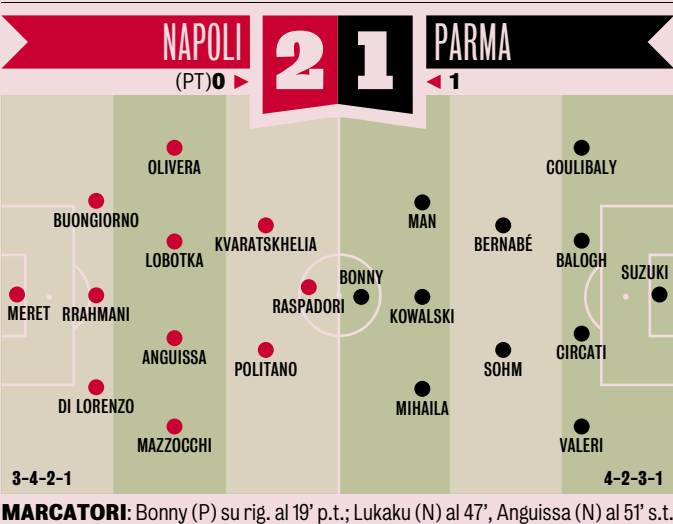 NAPOLI 2 1 PARMA
(PT)0 1
OLIVERA
COULIBALY
BUONGIORNO
MAN
LOBOTKA
KVARATSKHELIA
BERNABÉ
BALOGH
BONNY
SUZUKI
MERET
RRAHMANI
RASPADORI
KOWALSKI
ANGUISSA
POLITANO
SOHM
CIRCATI
DI LORENZO
MIHAILA
MAZZOCCHI
VALERI
3-4-2-1
4-2-3-1
MARCATORI: Bonny (P) su rig. al 19’ p.t.; Lukaku (N) al 47’, Anguissa (N) al 51’ s.t.